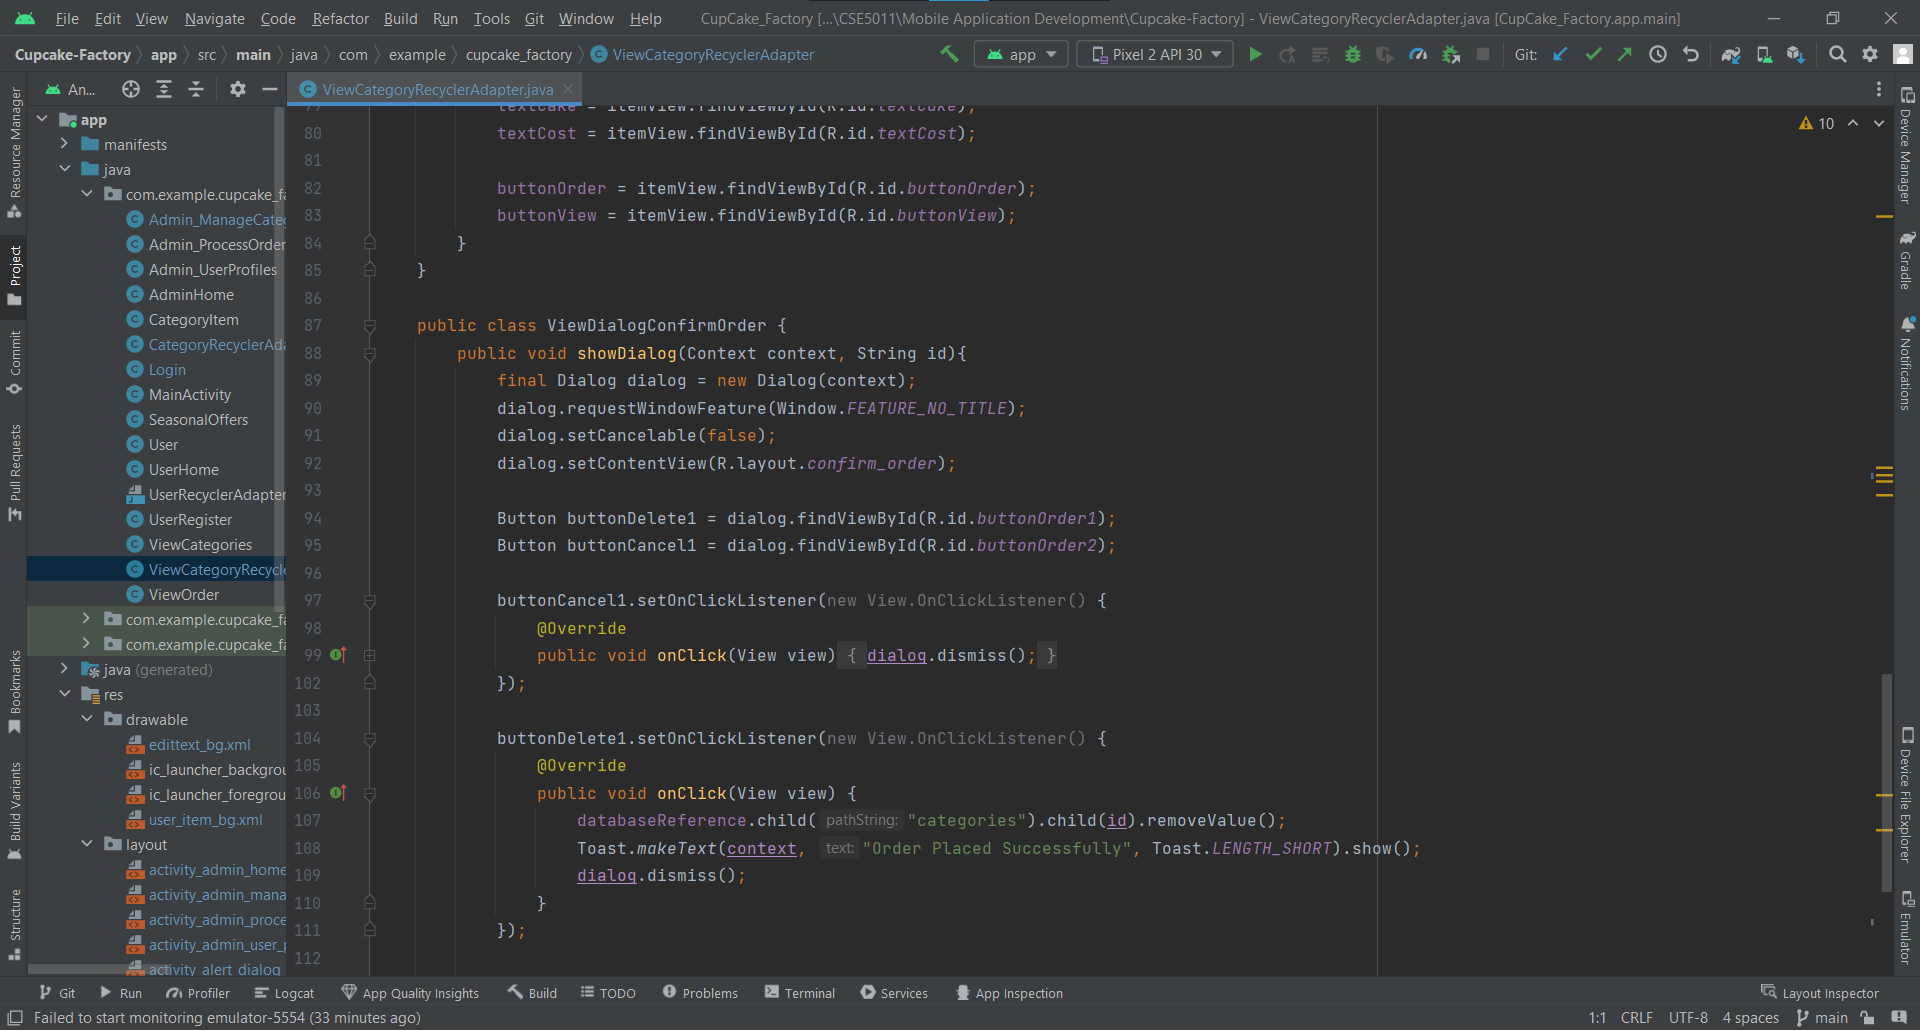 File Edit View Navigate Code Refactor Build Run Tools Git Window Help CupCake_Factory [...\CSE5011\Mobile Application Development\Cupcake-Factory] - ViewCategoryRecyclerAdapter.java [CupCake_Factory.app.main]
Cupcake-Factory app src main java com example cupcake_factory ViewCategoryRecyclerAdapter app Pixel 2 API 30 Git:
An... ViewCategoryRecyclerAdapter.java
Resource Manager
Project
Commit
Pull Requests
Bookmarks
Build Variants
Structure
app
manifests
java
com.example.cupcake_fa
Admin_ManageCateg
Admin_ProcessOrder
Admin_UserProfiles
AdminHome
CategoryItem
CategoryRecyclerAda
Login
MainActivity
SeasonalOffers
User
UserHome
UserRecyclerAdapter
UserRegister
ViewCategories
ViewCategoryRecycle
ViewOrder
com.example.cupcake_fa
com.example.cupcake_fa
java (generated)
res
drawable
edittext_bg.xml
ic_launcher_backgrou
ic_launcher_foregrou
user_item_bg.xml
layout
activity_admin_home
activity_admin_mana
activity_admin_proce
activity_admin_user_p
activity_alert_dialog
79 textCake = itemView.findViewById(R.id.textCake);
80 textCost = itemView.findViewById(R.id.textCost);
81
82 buttonOrder = itemView.findViewById(R.id.buttonOrder);
83 buttonView = itemView.findViewById(R.id.buttonView);
84 }
85 }
86
87 public class ViewDialogConfirmOrder {
88 public void showDialog(Context context, String id){
89 final Dialog dialog = new Dialog(context);
90 dialog.requestWindowFeature(Window.FEATURE_NO_TITLE);
91 dialog.setCancelable(false);
92 dialog.setContentView(R.layout.confirm_order);
93
94 Button buttonDelete1 = dialog.findViewById(R.id.buttonOrder1);
95 Button buttonCancel1 = dialog.findViewById(R.id.buttonOrder2);
96
97 buttonCancel1.setOnClickListener(new View.OnClickListener() {
98 @Override
99 public void onClick(View view) { dialog.dismiss(); }
102 });
103
104 buttonDelete1.setOnClickListener(new View.OnClickListener() {
105 @Override
106 public void onClick(View view) {
107 databaseReference.child( pathString: "categories").child(id).removeValue();
108 Toast.makeText(context, text: "Order Placed Successfully", Toast.LENGTH_SHORT).show();
109 dialog.dismiss();
110 }
111 });
112
10
Device Manager
Gradle
Notifications
Device File Explorer
Emulator
Git Run Profiler Logcat App Quality Insights Build TODO Problems Terminal Services App Inspection Layout Inspector
Failed to start monitoring emulator-5554 (33 minutes ago) 1:1 CRLF UTF-8 4 spaces main